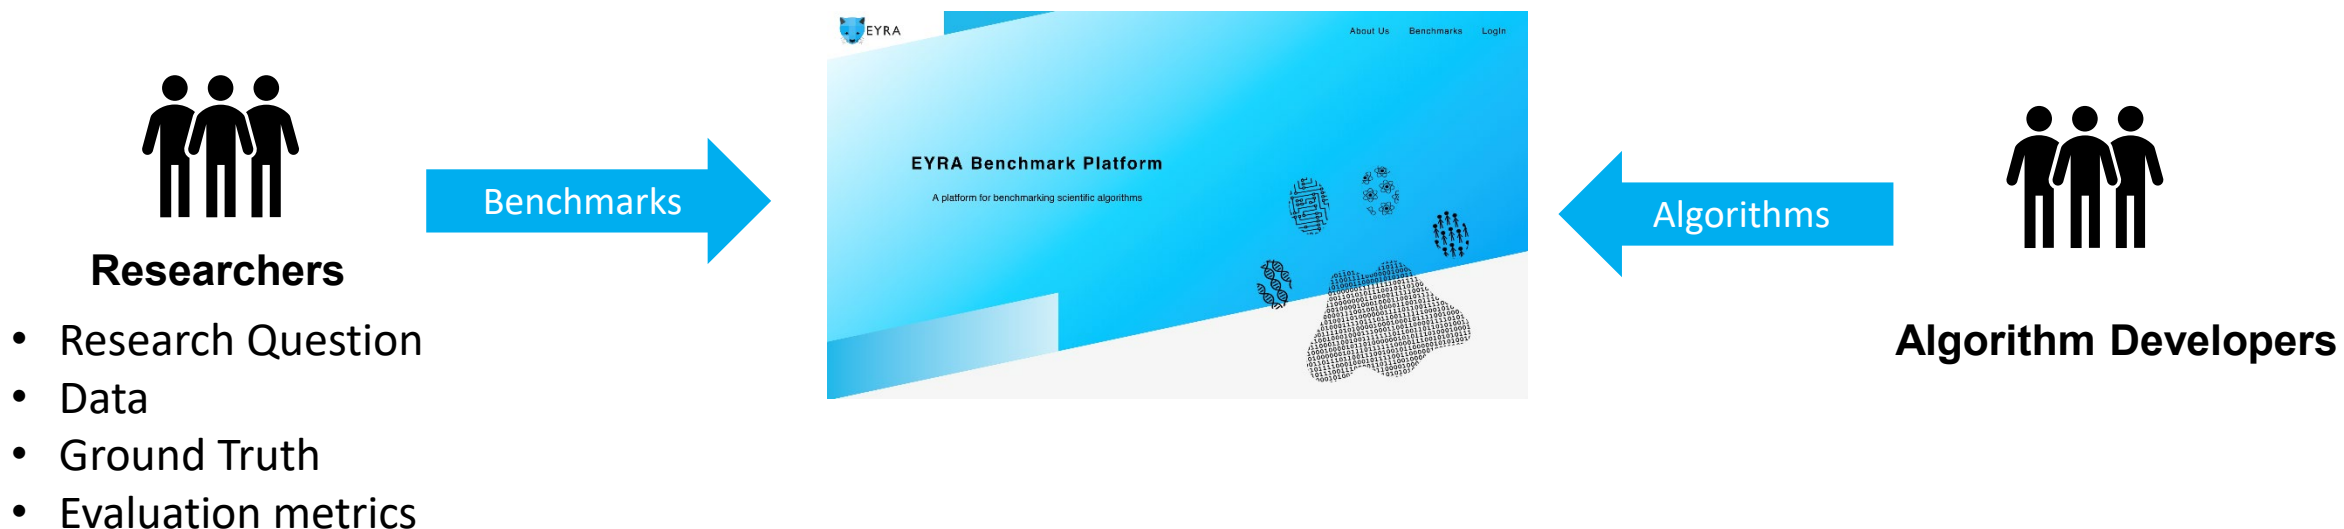 EYRA
About Us Benchmarks LogIn
EYRA Benchmark Platform
A platform for benchmarking scientific algorithms
Benchmarks
Algorithms
Researchers
• Research Question
• Data
• Ground Truth
• Evaluation metrics
Algorithm Developers